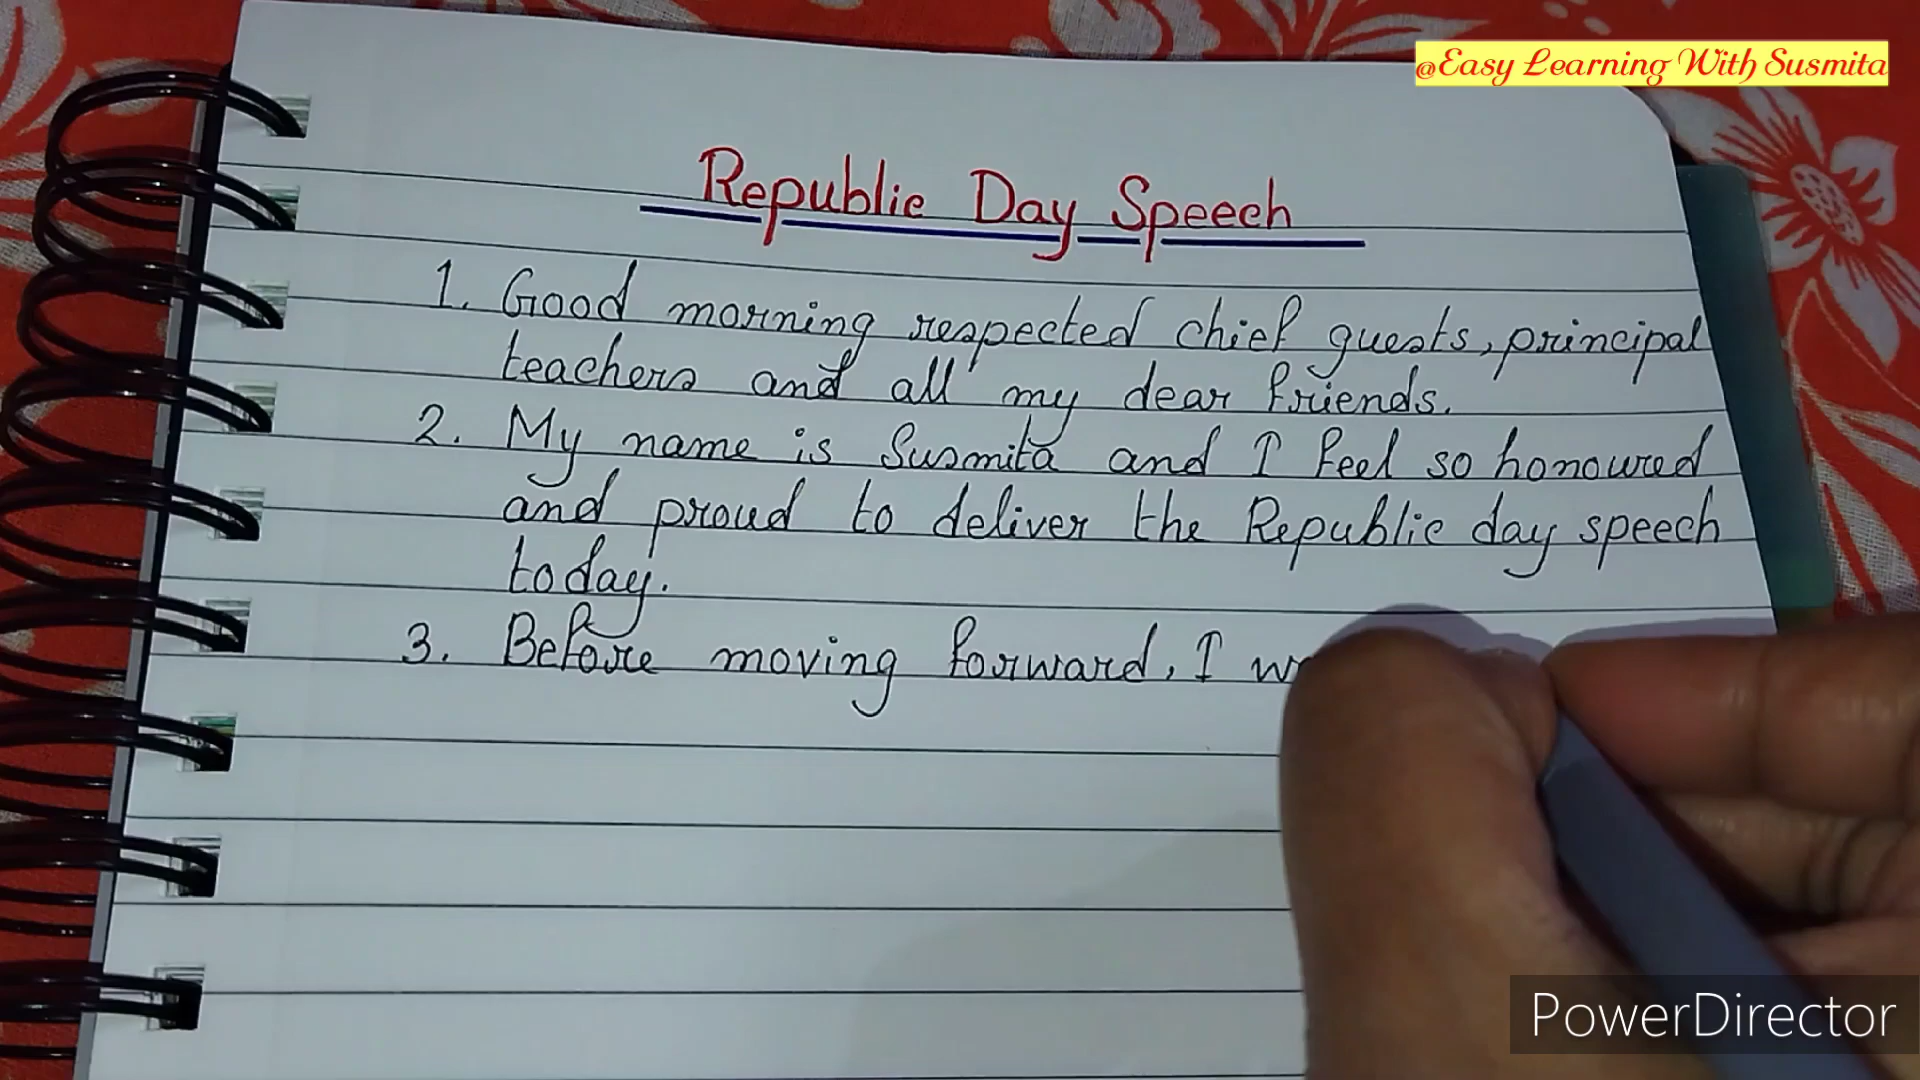 @Easy Learning With Susmita
Republic Day Speech
1. Good morning respected chief guests, principal
teachers and all my dear friends.
2. My name is Susmita and I feel so honoured
and proud to deliver the Republic day speech
today.
3. Before moving forward, I
PowerDirector